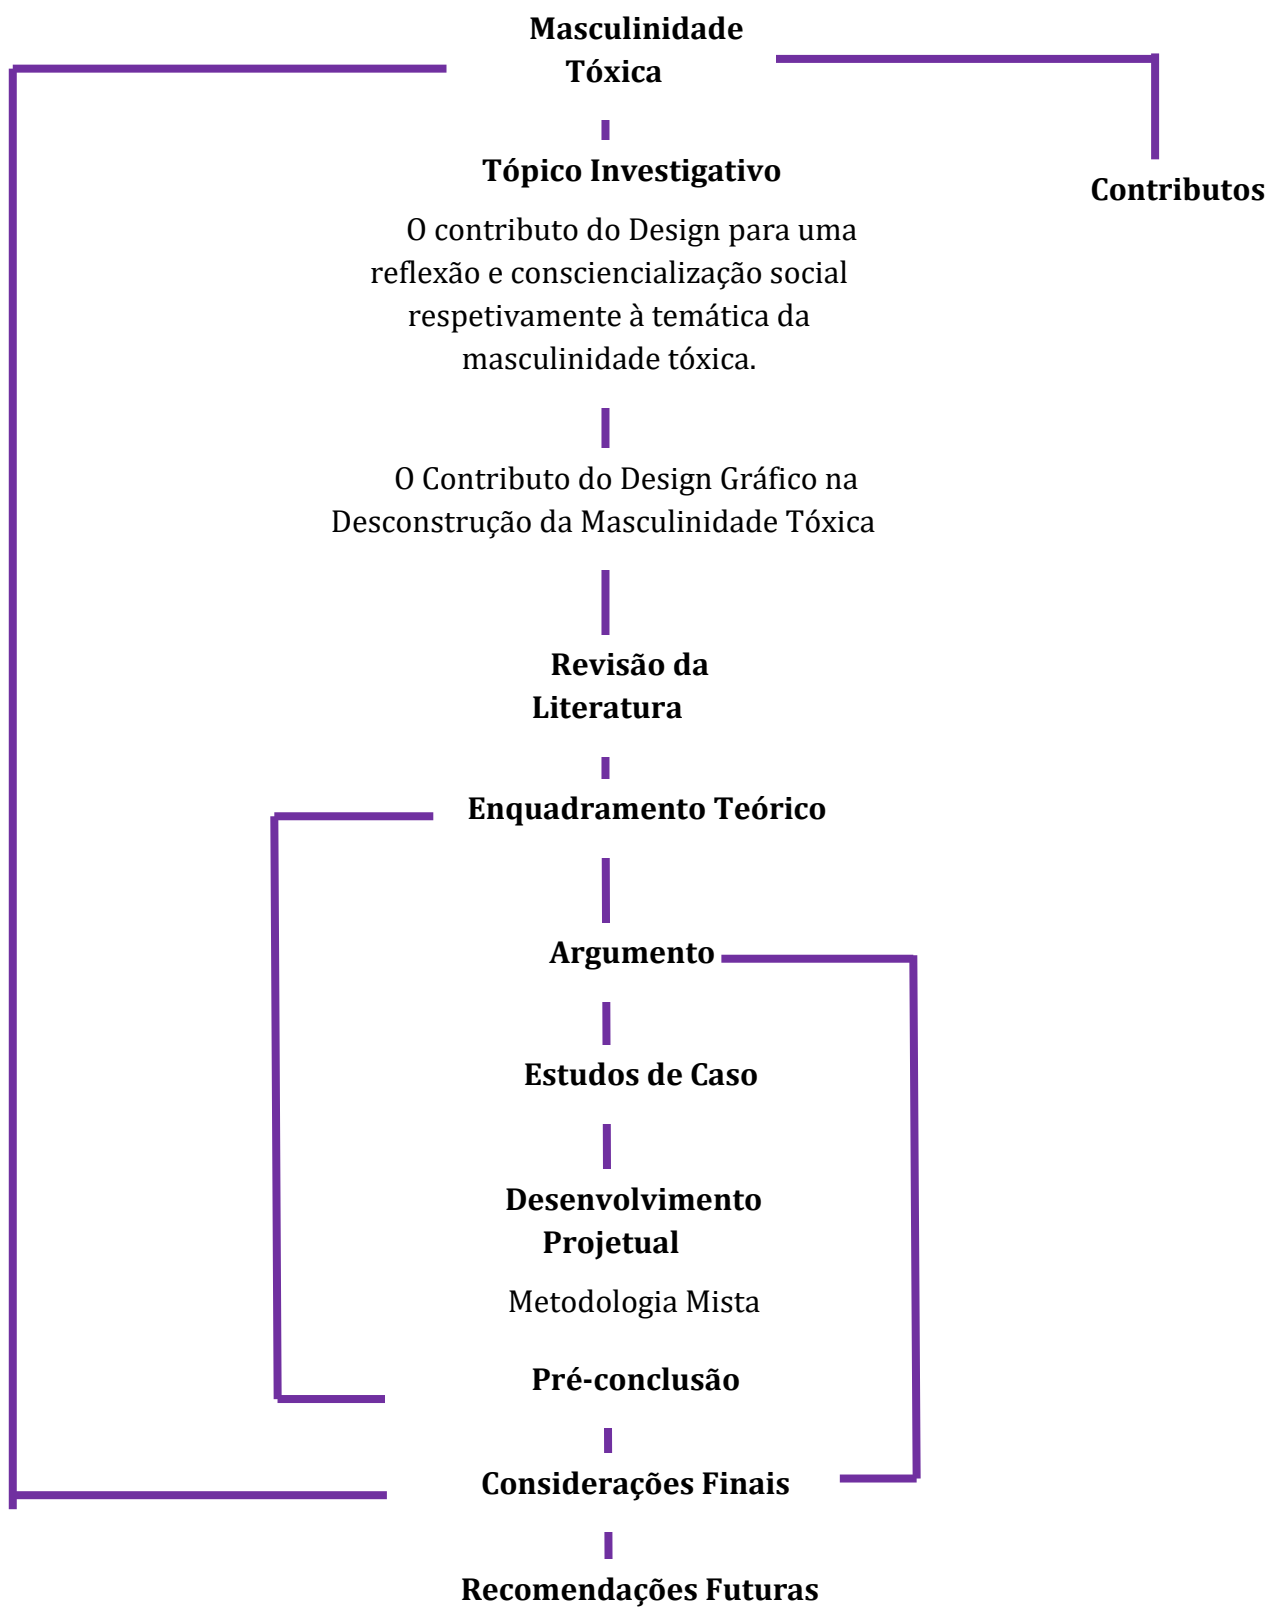 Masculinidade
Tóxica
Tópico Investigativo
Contributos
O contributo do Design para uma
reflexão e consciencialização social
respetivamente à temática da
masculinidade tóxica.
O Contributo do Design Gráfico na
Desconstrução da Masculinidade Tóxica
Revisão da
Literatura
Enquadramento Teórico
Argumento
Estudos de Caso
Desenvolvimento
Projetual
Metodologia Mista
Pré-conclusão
Considerações Finais
Recomendações Futuras